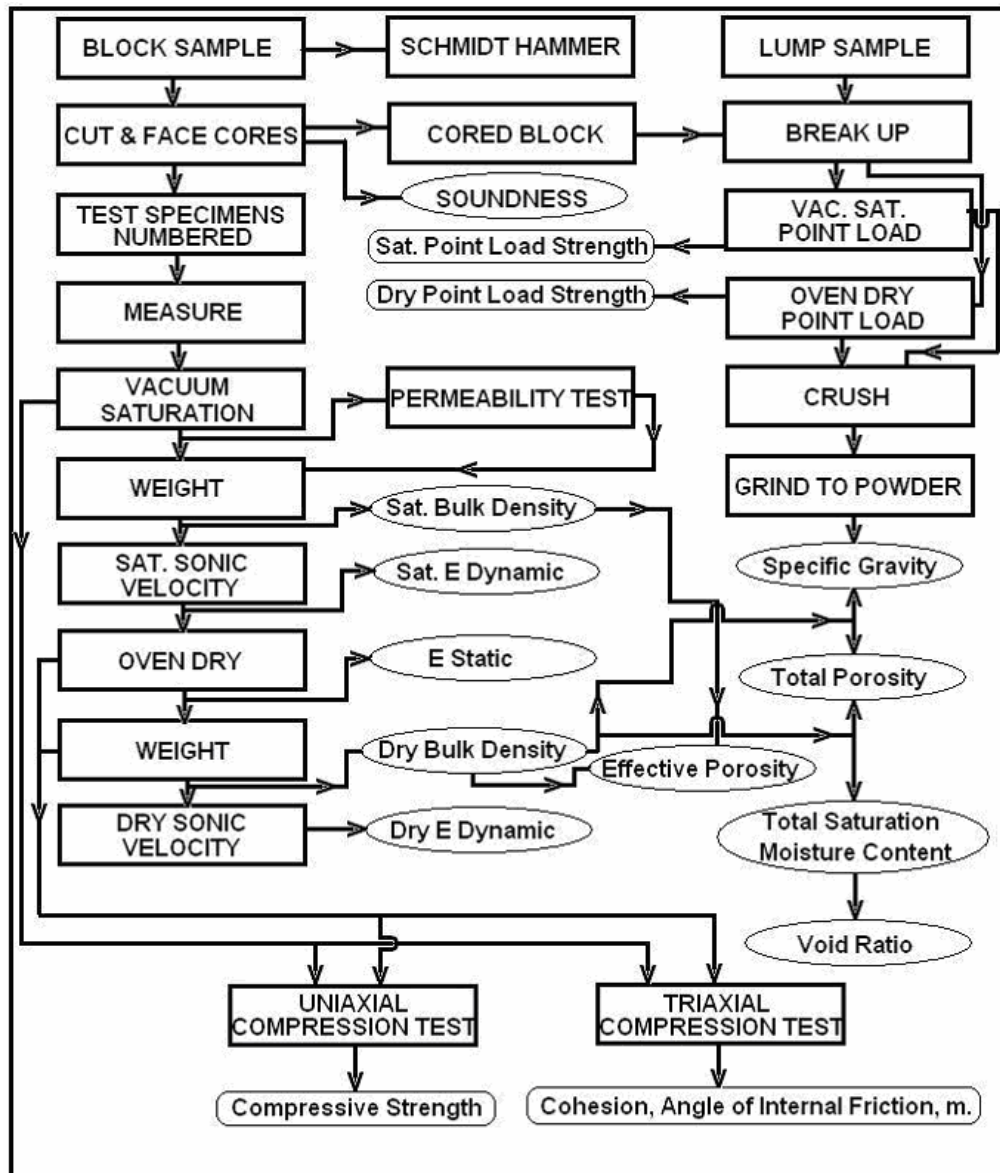 BLOCK SAMPLE
SCHMIDT HAMMER
LUMP SAMPLE
CUT & FACE CORES
CORED BLOCK
BREAK UP
SOUNDNESS
TEST SPECIMENS
NUMBERED
VAC. SAT.
POINT LOAD
Sat. Point Load Strength
Dry Point Load Strength
MEASURE
OVEN DRY
POINT LOAD
VACUUM
SATURATION
PERMEABILITY TEST
CRUSH
WEIGHT
GRIND TO POWDER
Sat. Bulk Density
SAT. SONIC
VELOCITY
Sat. E Dynamic
Specific Gravity
OVEN DRY
E Static
Total Porosity
WEIGHT
Dry Bulk Density
Effective Porosity
DRY SONIC
VELOCITY
Dry E Dynamic
Total Saturation
Moisture Content
Void Ratio
UNIAXIAL
COMPRESSION TEST
TRIAXIAL
COMPRESSION TEST
Compressive Strength
Cohesion, Angle of Internal Friction, m.